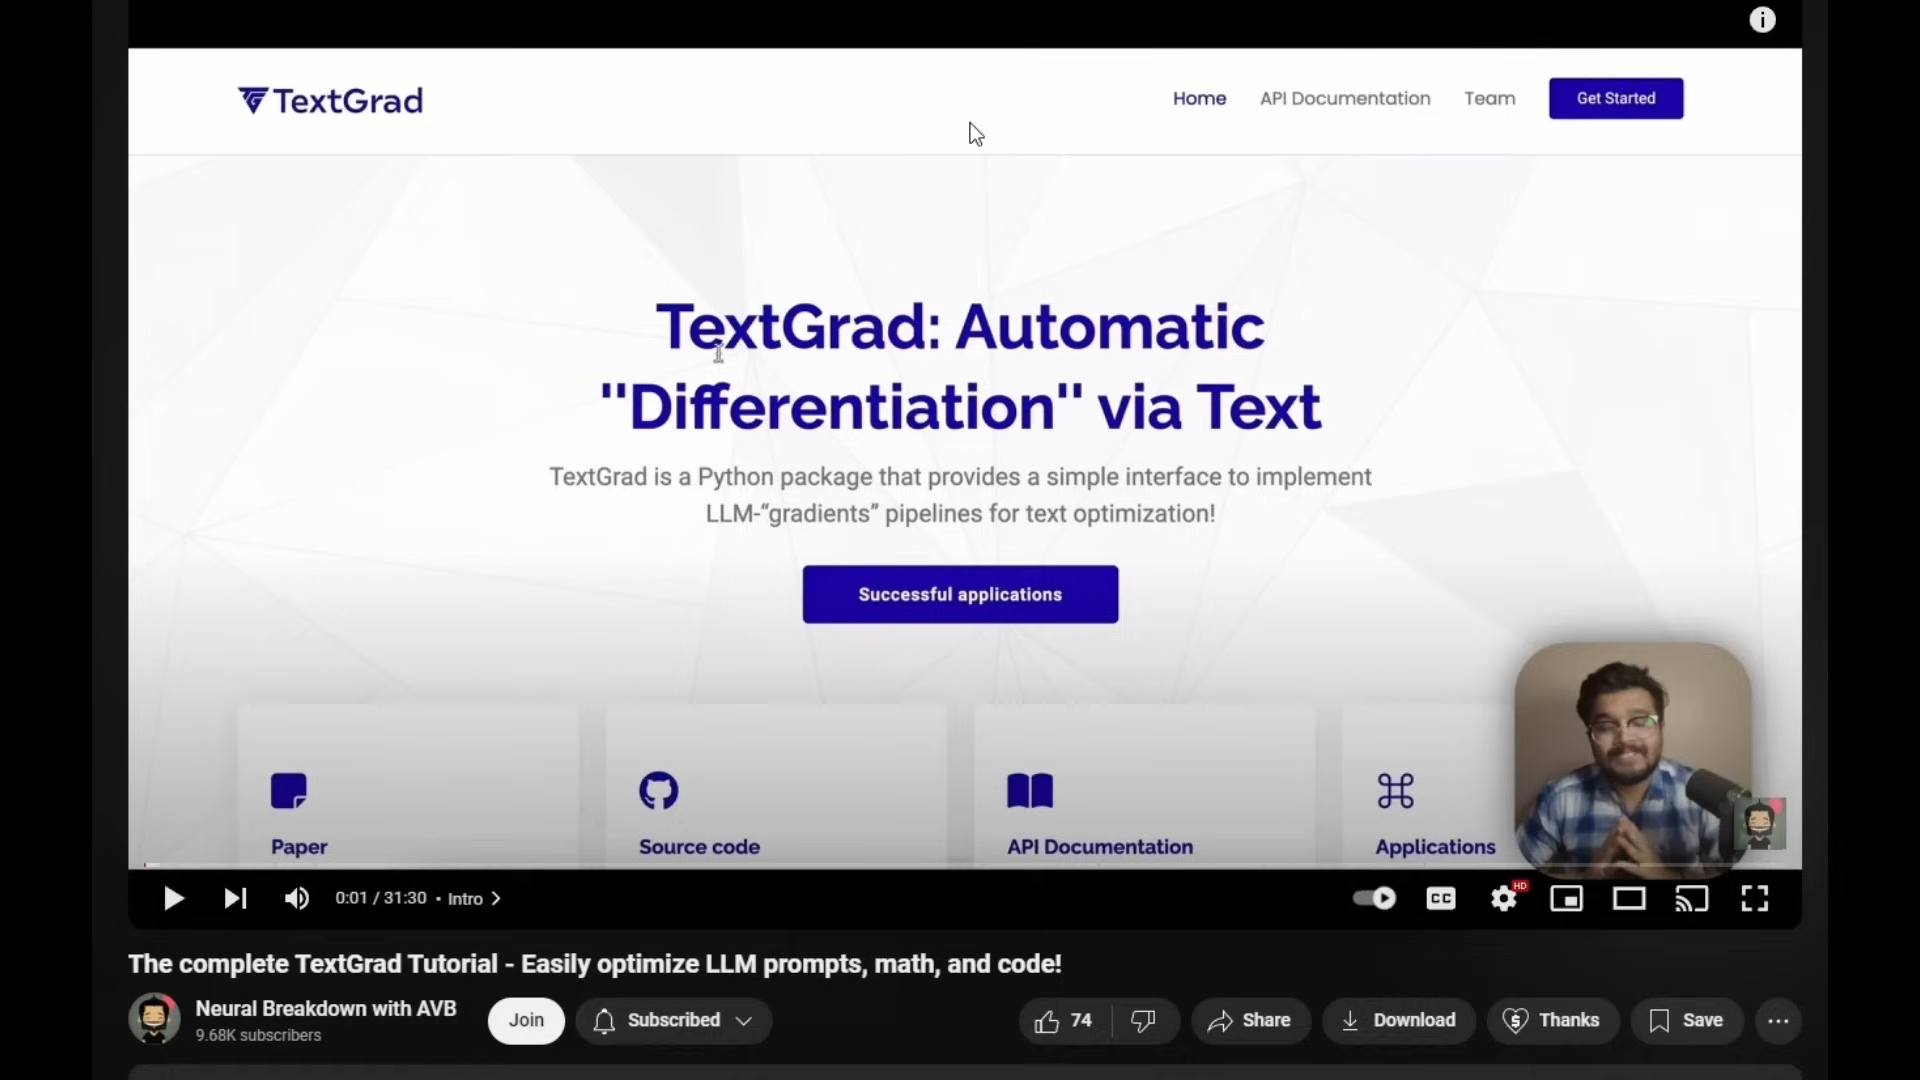 TextGrad
Home API Documentation Team Get Started
TextGrad: Automatic
"Differentiation" via Text
TextGrad is a Python package that provides a simple interface to implement
LLM-“gradients” pipelines for text optimization!
Successful applications
Paper Source code API Documentation Applications
0:01 / 31:30 • Intro
CC HD
The complete TextGrad Tutorial - Easily optimize LLM prompts, math, and code!
Neural Breakdown with AVB
9.68K subscribers
Join Subscribed 74 Share Download Thanks Save